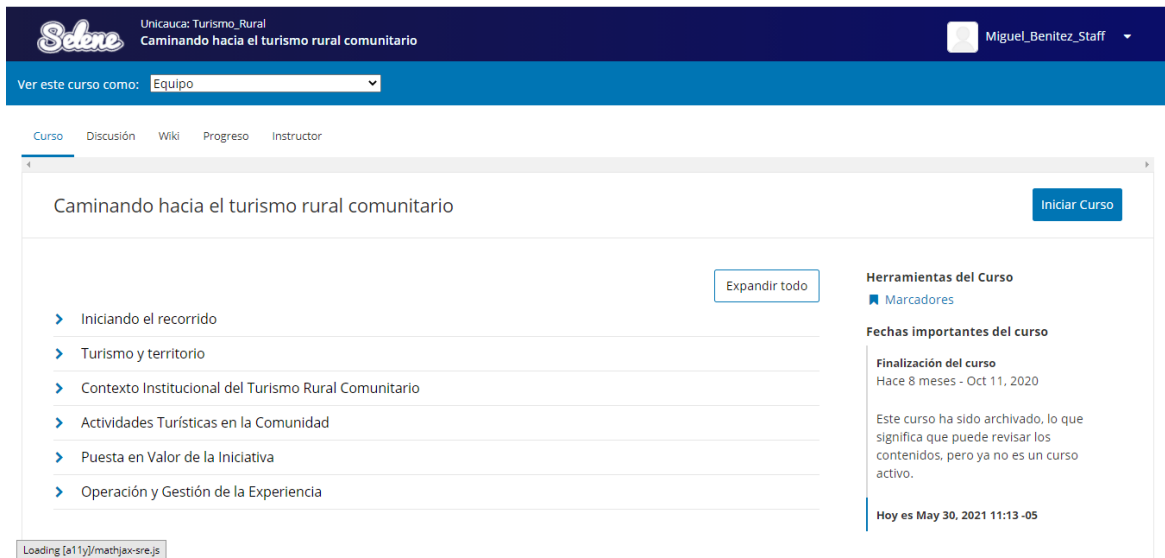 Selene
Unicauca: Turismo_Rural
Caminando hacia el turismo rural comunitario
Miguel_Benitez_Staff
Ver este curso como: Equipo
Curso Discusión Wiki Progreso Instructor
Caminando hacia el turismo rural comunitario
Iniciar Curso
Expandir todo
Iniciando el recorrido
Turismo y territorio
Contexto Institucional del Turismo Rural Comunitario
Actividades Turísticas en la Comunidad
Puesta en Valor de la Iniciativa
Operación y Gestión de la Experiencia
Herramientas del Curso
Marcadores
Fechas importantes del curso
Finalización del curso
Hace 8 meses - Oct 11, 2020
Este curso ha sido archivado, lo que
significa que puede revisar los
contenidos, pero ya no es un curso
activo.
Hoy es May 30, 2021 11:13 -05
Loading [a11y]/mathjax-sre.js